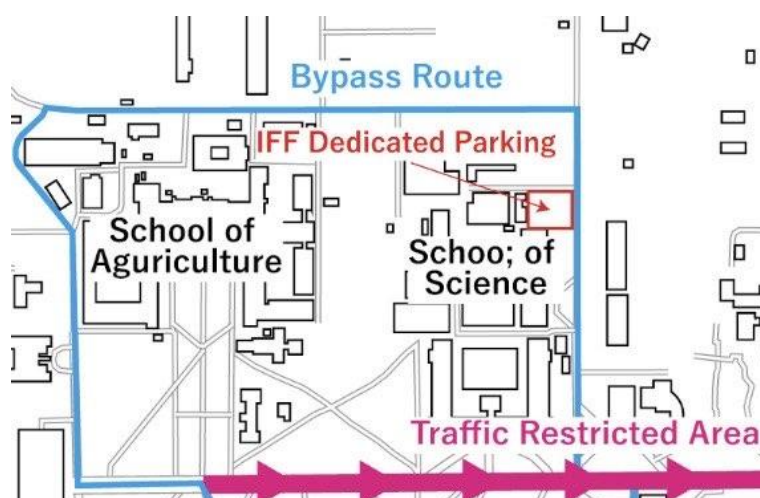 Bypass Route
IFF Dedicated Parking
School of
Aguriculture
Schoo; of
Science
Traffic Restricted Area